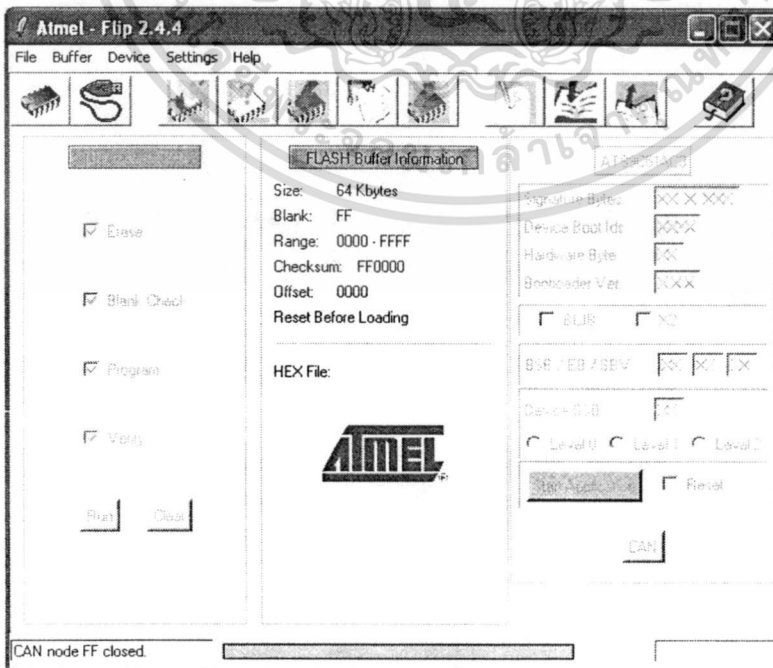 Atmel - Flip 2.4.4
File Buffer Device Settings Help
FLASH Buffer Information
Size: 64 Kbytes
Blank: FF
Range: 0000 - FFFF
Checksum: FF0000
Offset: 0000
Reset Before Loading
HEX File:
ATMEL®
Erase
Blank Check
Program
Verify
Run Clear
Signature Bytes
Device Boot Ids
Hardware Byte
Bootloader Ver.
BLJB X2
BSB / EB / SBV
Device SSB
Level 0 Level 1 Level 2
Start Application Reset
CAN
CAN node FF closed.